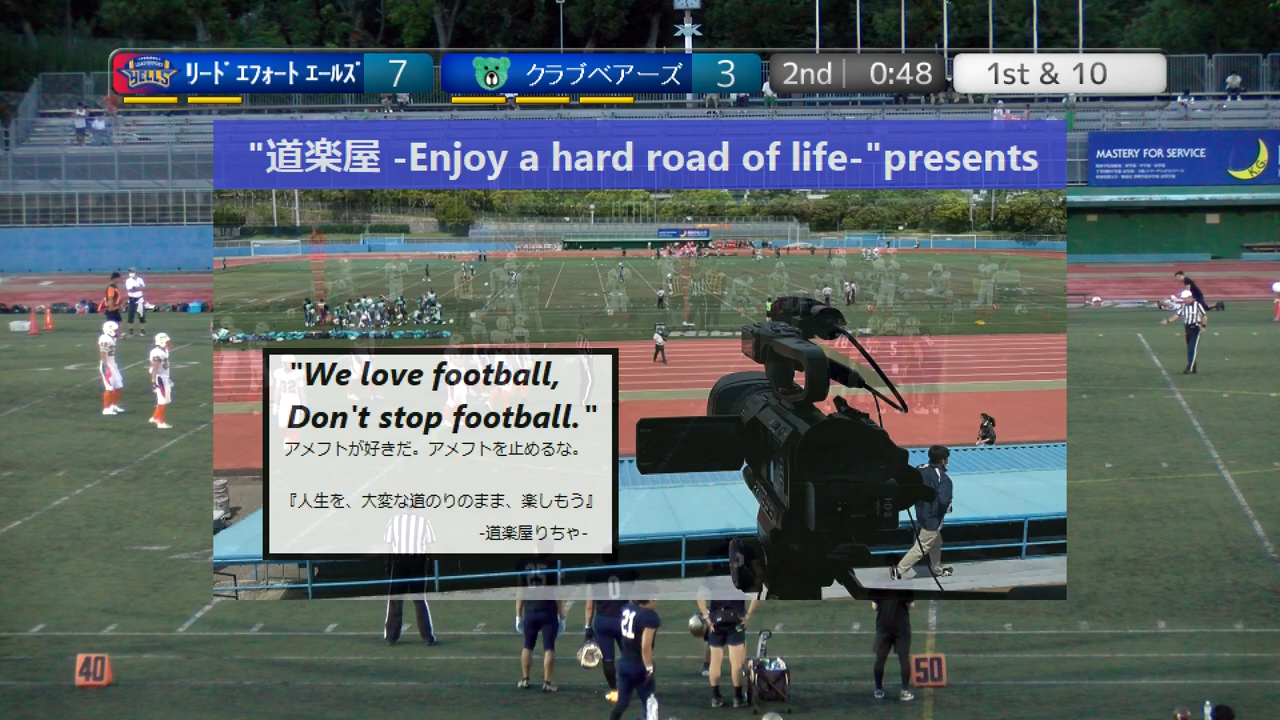 HELLS
リード エフォート エールズ 7
クラブベアーズ 3
2nd 0:48
1st & 10
"道楽屋 -Enjoy a hard road of life-"presents
MASTERY FOR SERVICE
KG
"We love football,
Don't stop football."
アメフトが好きだ。アメフトを止めるな。
『人生を、大変な道のりのまま、楽しもう』
-道楽屋りちゃ-
25
0
21
40
50